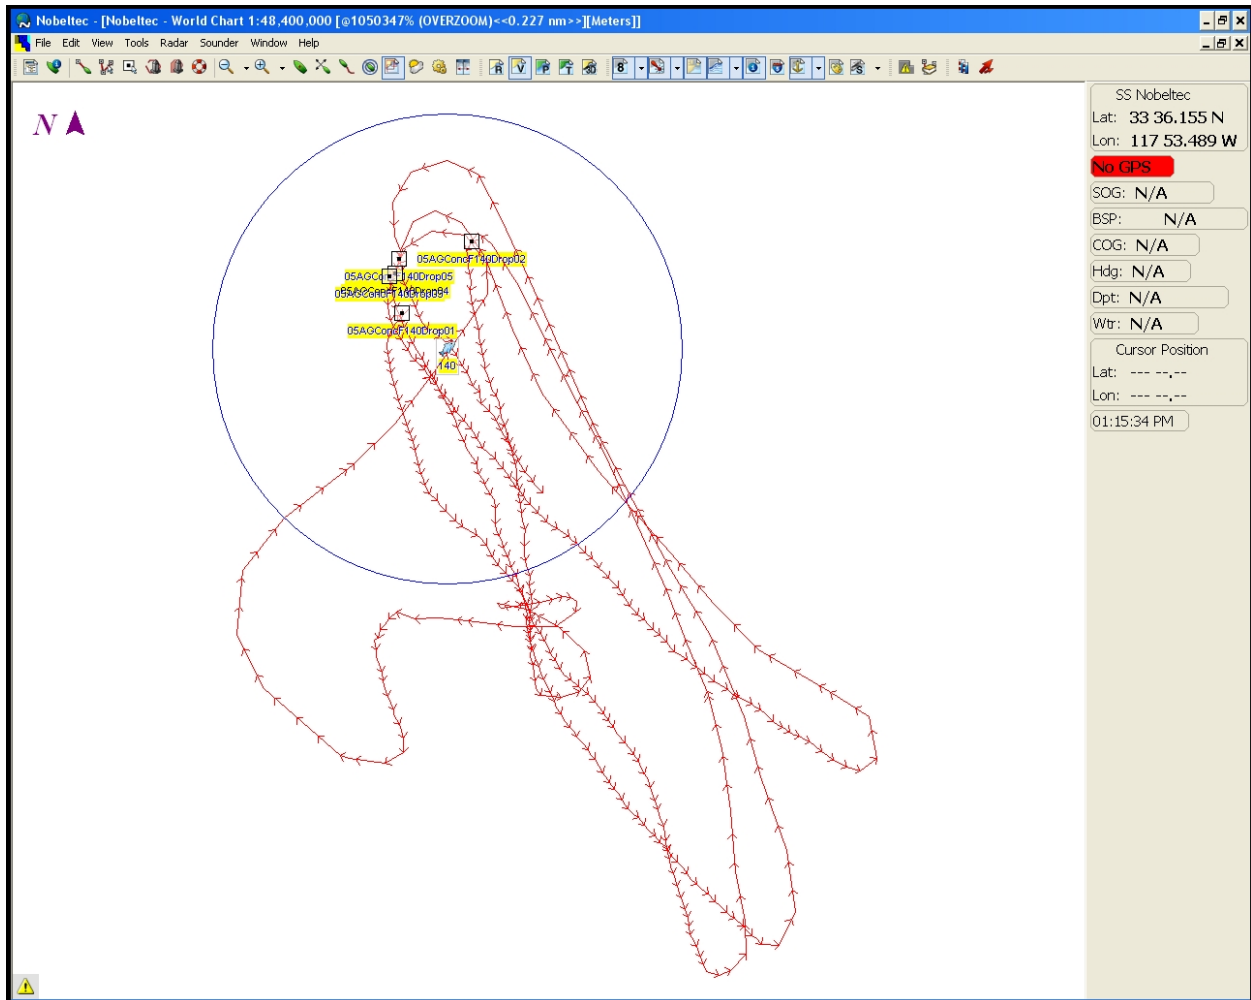 Nobeltec - [Nobeltec - World Chart 1:48,400,000 [@1050347% (OVERZOOM)<<0.227 nm>>][Meters]]
File Edit View Tools Radar Sounder Window Help
N
05AGConcF140Drop02
05AGConcF140Drop05
05AGConcF140Drop01
140
SS Nobeltec
Lat: 33 36.155 N
Lon: 117 53.489 W
No GPS
SOG: N/A
BSP: N/A
COG: N/A
Hdg: N/A
Dpt: N/A
Wtr: N/A
Cursor Position
Lat: --- --.--
Lon: --- --.--
01:15:34 PM